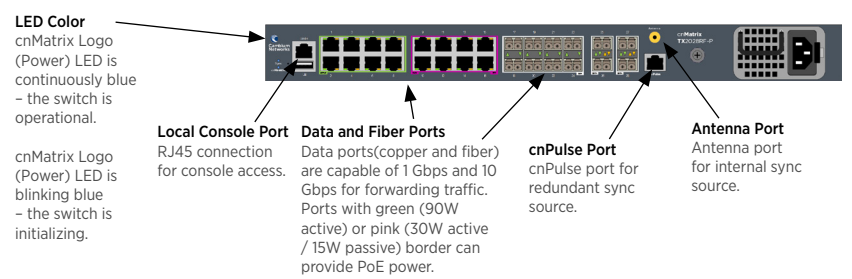 LED Color
cnMatrix Logo
(Power) LED is
continuously blue
– the switch is
operational.
cnMatrix Logo
(Power) LED is
blinking blue
– the switch is
initializing.
Local Console Port
RJ45 connection
for console access.
Data and Fiber Ports
Data ports(copper and fiber)
are capable of 1 Gbps and 10
Gbps for forwarding traffic.
Ports with green (90W
active) or pink (30W active
/ 15W passive) border can
provide PoE power.
cnPulse Port
cnPulse port for
redundant sync
source.
Antenna Port
Antenna port
for internal sync
source.
Cambium
Networks
cnMatrix
TX2028RF-P
cnPulse